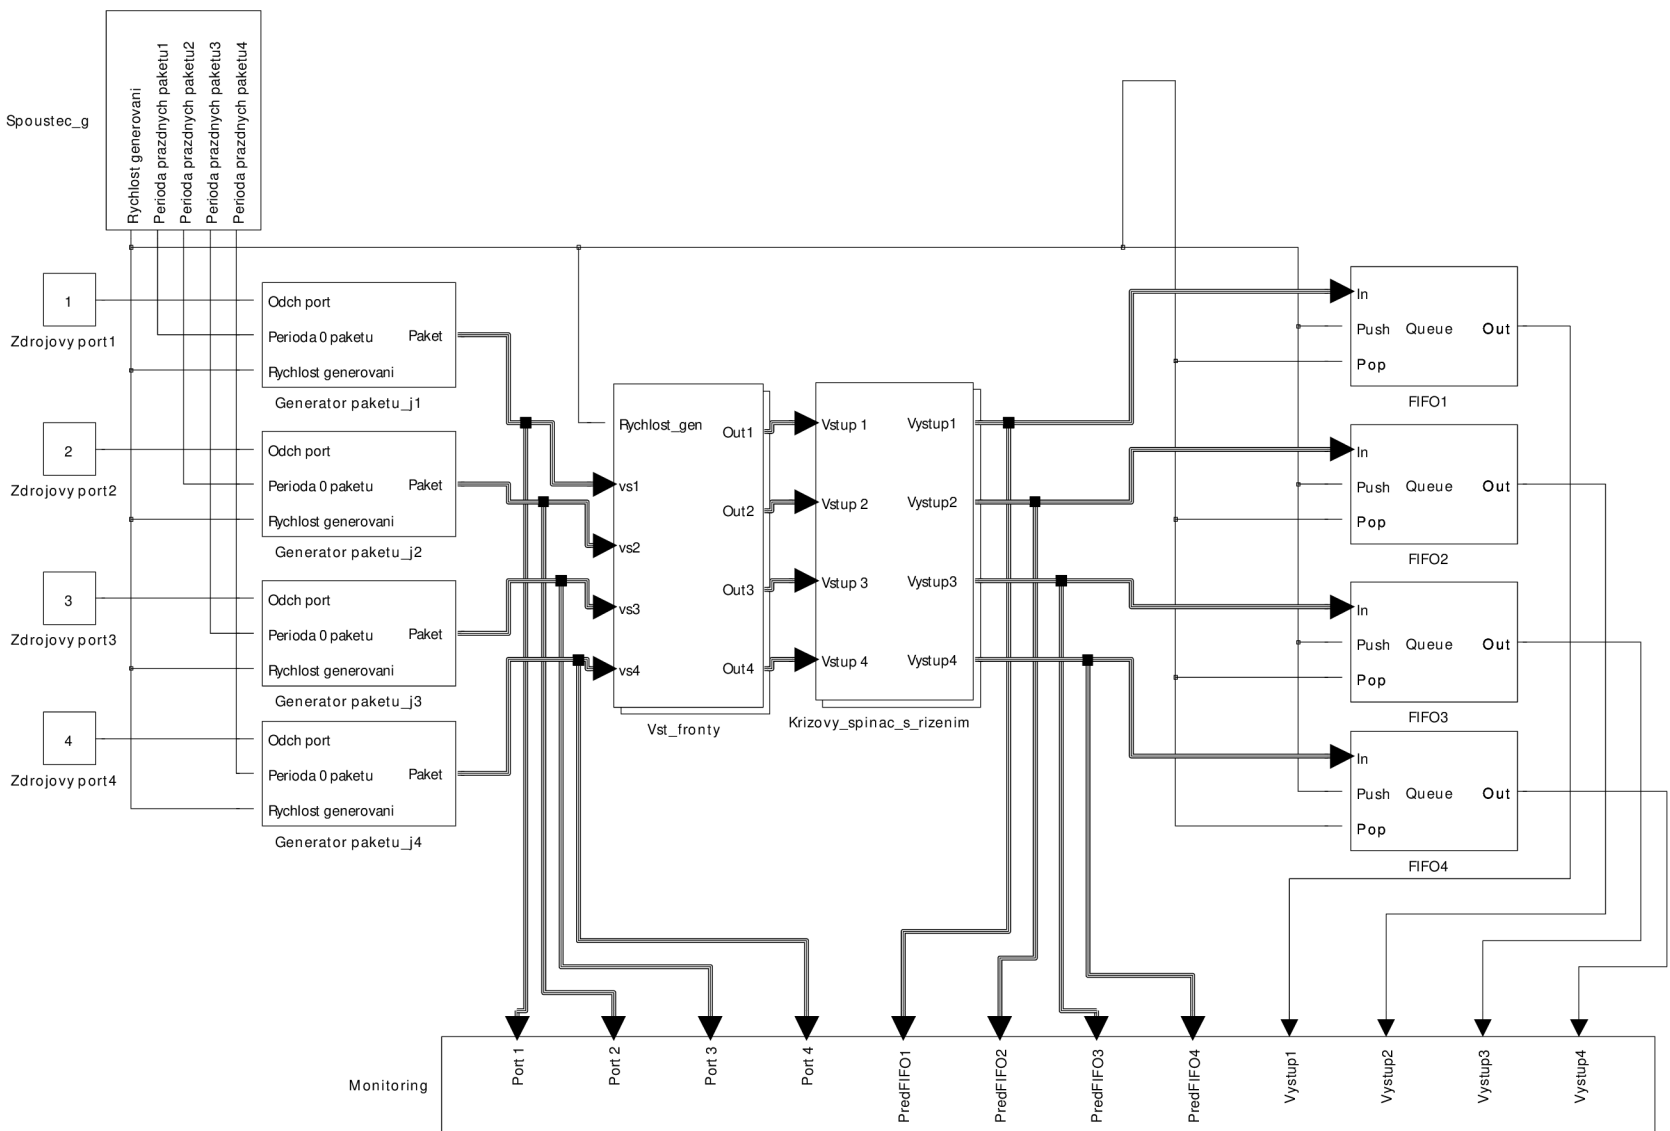 Spoustec_g
Rychlost generovani
Perioda prazdnych paketu1
Perioda prazdnych paketu2
Perioda prazdnych paketu3
Perioda prazdnych paketu4
1
Zdrojovy port1
2
Zdrojovy port2
3
Zdrojovy port3
4
Zdrojovy port4
Odch port
Perioda 0 paketu
Paket
Rychlost generovani
Generator paketu_j1
Odch port
Perioda 0 paketu
Paket
Rychlost generovani
Generator paketu_j2
Odch port
Perioda 0 paketu
Paket
Rychlost generovani
Generator paketu_j3
Odch port
Perioda 0 paketu
Paket
Rychlost generovani
Generator paketu_j4
Rychlost_gen
vs1
vs2
vs3
vs4
Out1
Out2
Out3
Out4
Vst_fronty
Vstup 1
Vstup 2
Vstup 3
Vstup 4
Vystup1
Vystup2
Vystup3
Vystup4
Krizovy_spinac_s_rizenim
In
Push
Queue
Out
Pop
FIFO1
In
Push
Queue
Out
Pop
FIFO2
In
Push
Queue
Out
Pop
FIFO3
In
Push
Queue
Out
Pop
FIFO4
Monitoring
Port 1
Port 2
Port 3
Port 4
PredFIFO1
PredFIFO2
PredFIFO3
PredFIFO4
Vystup1
Vystup2
Vystup3
Vystup4